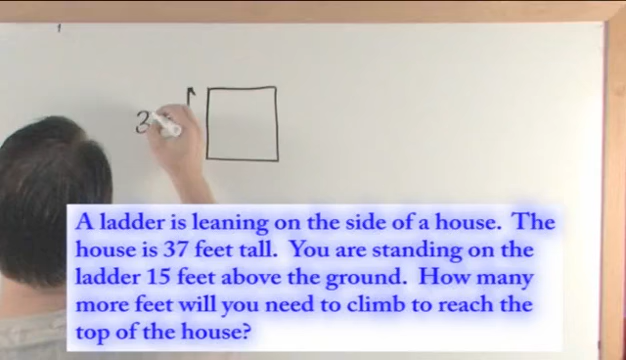 3
A ladder is leaning on the side of a house. The
house is 37 feet tall. You are standing on the
ladder 15 feet above the ground. How many
more feet will you need to climb to reach the
top of the house?